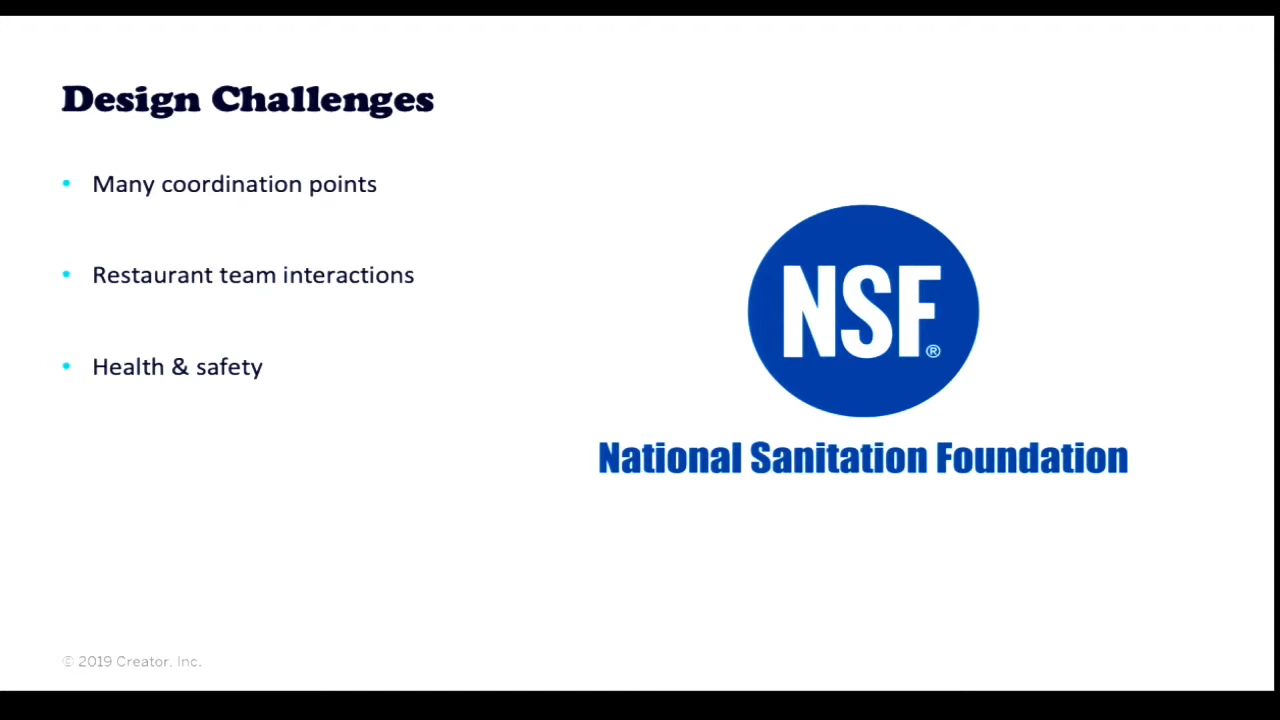 Design Challenges
• Many coordination points
• Restaurant team interactions
• Health & safety
NSF®
National Sanitation Foundation
© 2019 Creator, Inc.